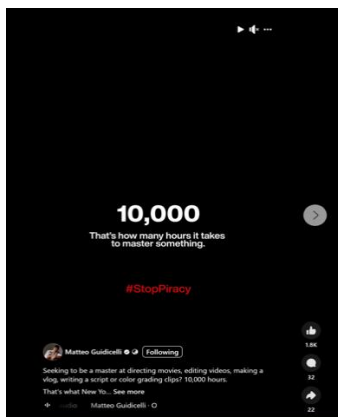 10,000
That's how many hours it takes
to master something.
#StopPiracy
Matteo Guidicelli
Following
1.8K
Seeking to be a master at directing movies, editing videos, making a
vlog, writing a script or color grading clips? 10,000 hours.
32
That's what New Yo... See more
Matteo Guidicelli · O
22